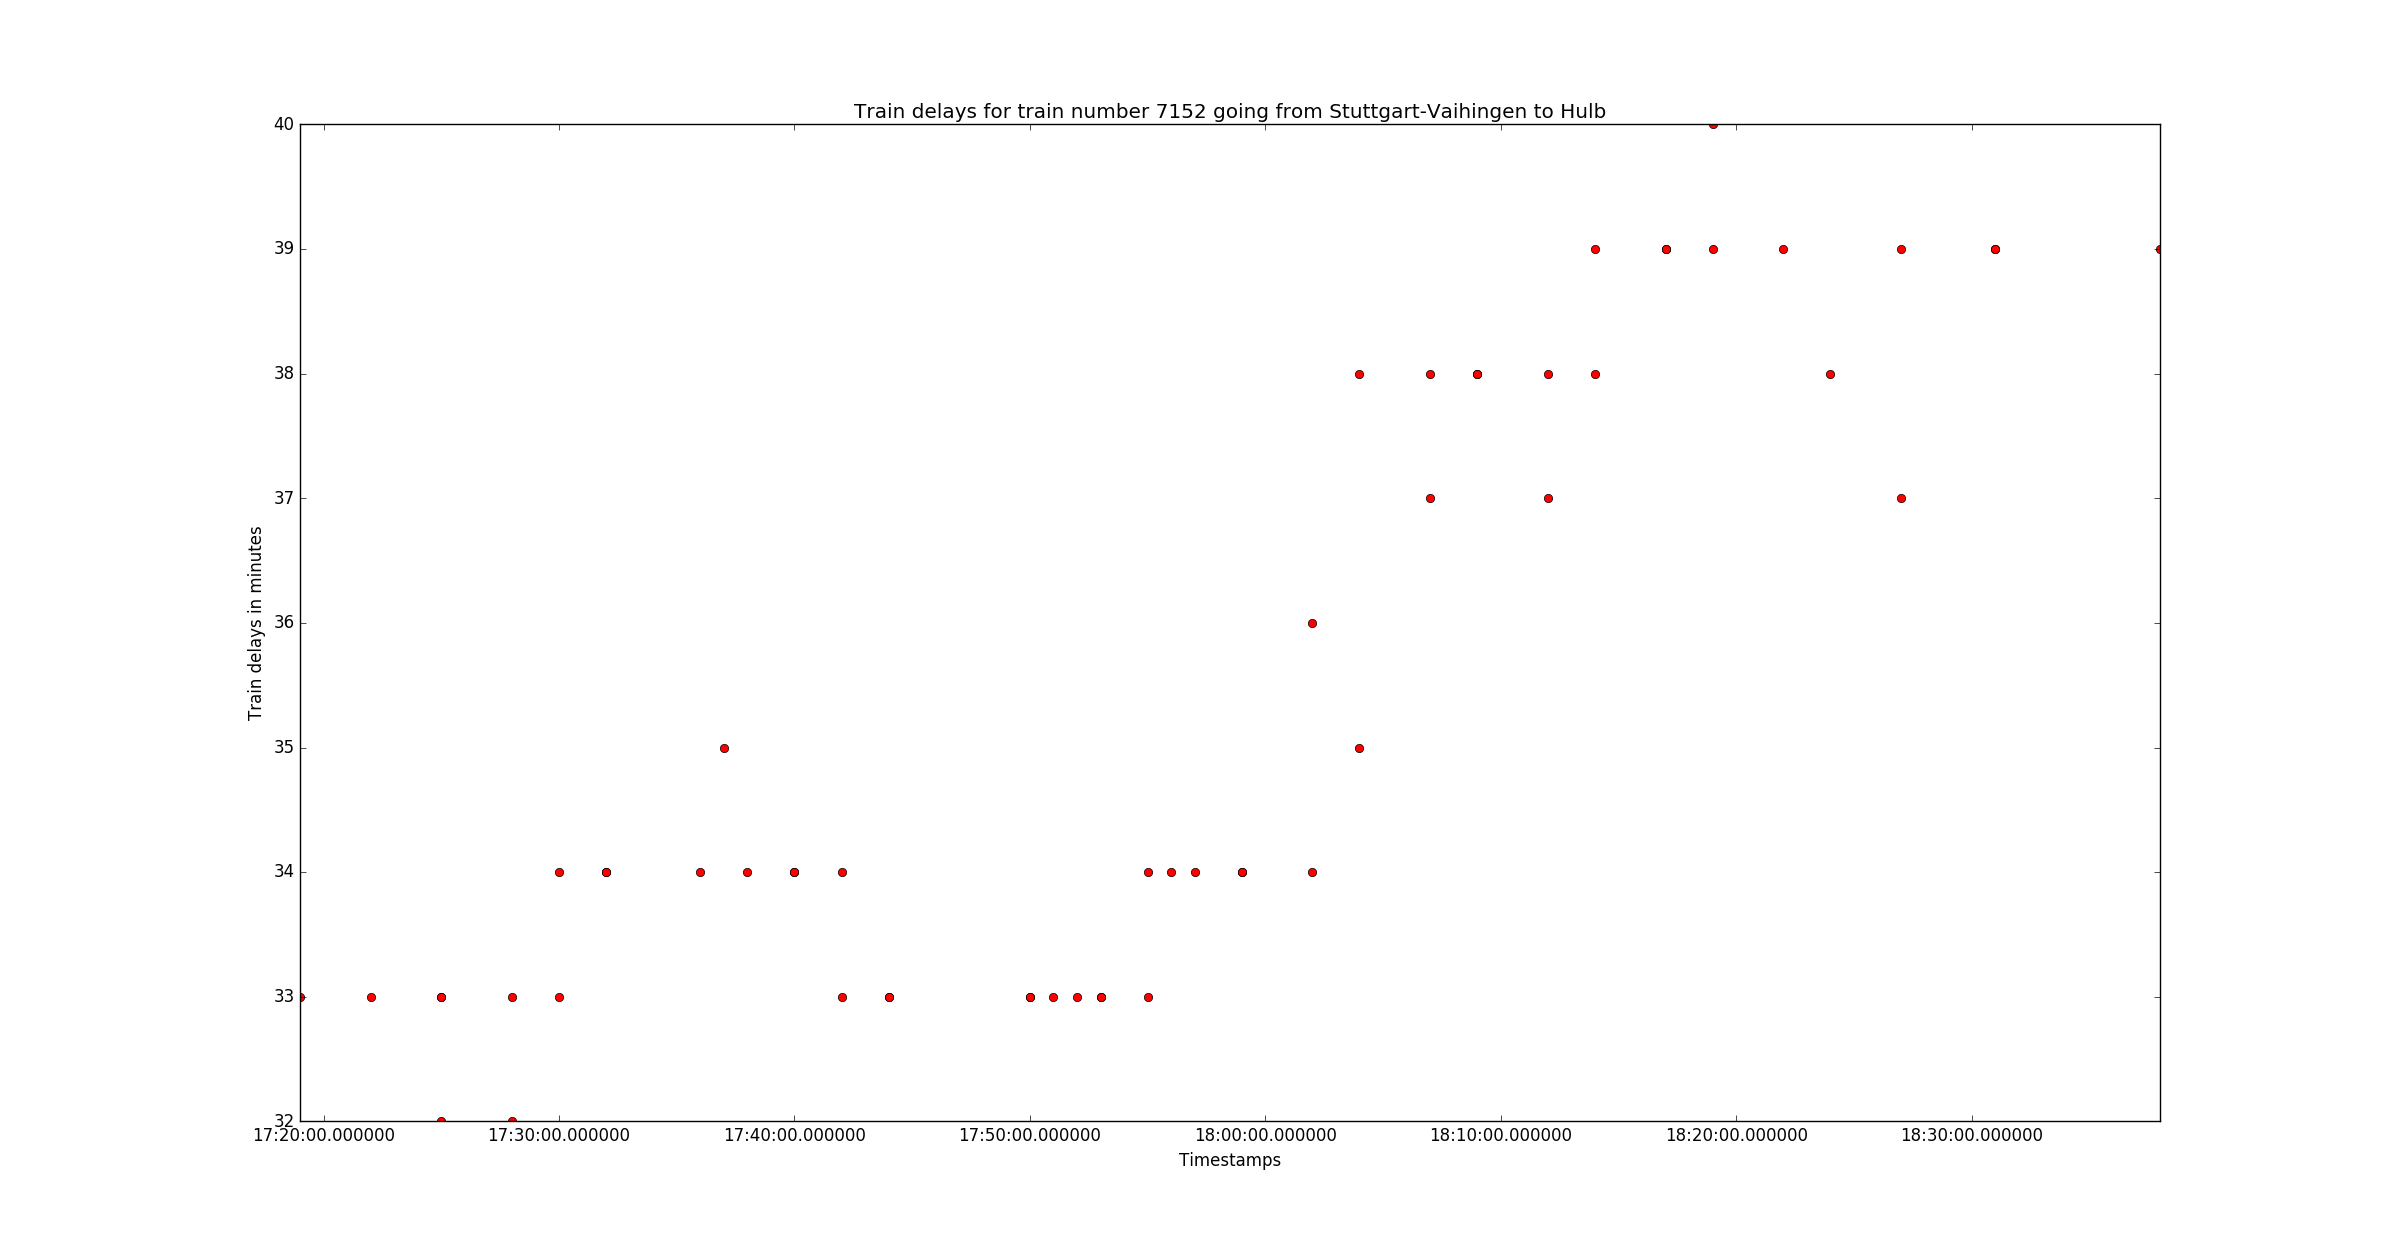 Train delays for train number 7152 going from Stuttgart-Vaihingen to Hulb
40
39
38
37
36
35
34
33
32
Train delays in minutes
17:20:00.000000 17:30:00.000000 17:40:00.000000 17:50:00.000000 18:00:00.000000 18:10:00.000000 18:20:00.000000 18:30:00.000000
Timestamps